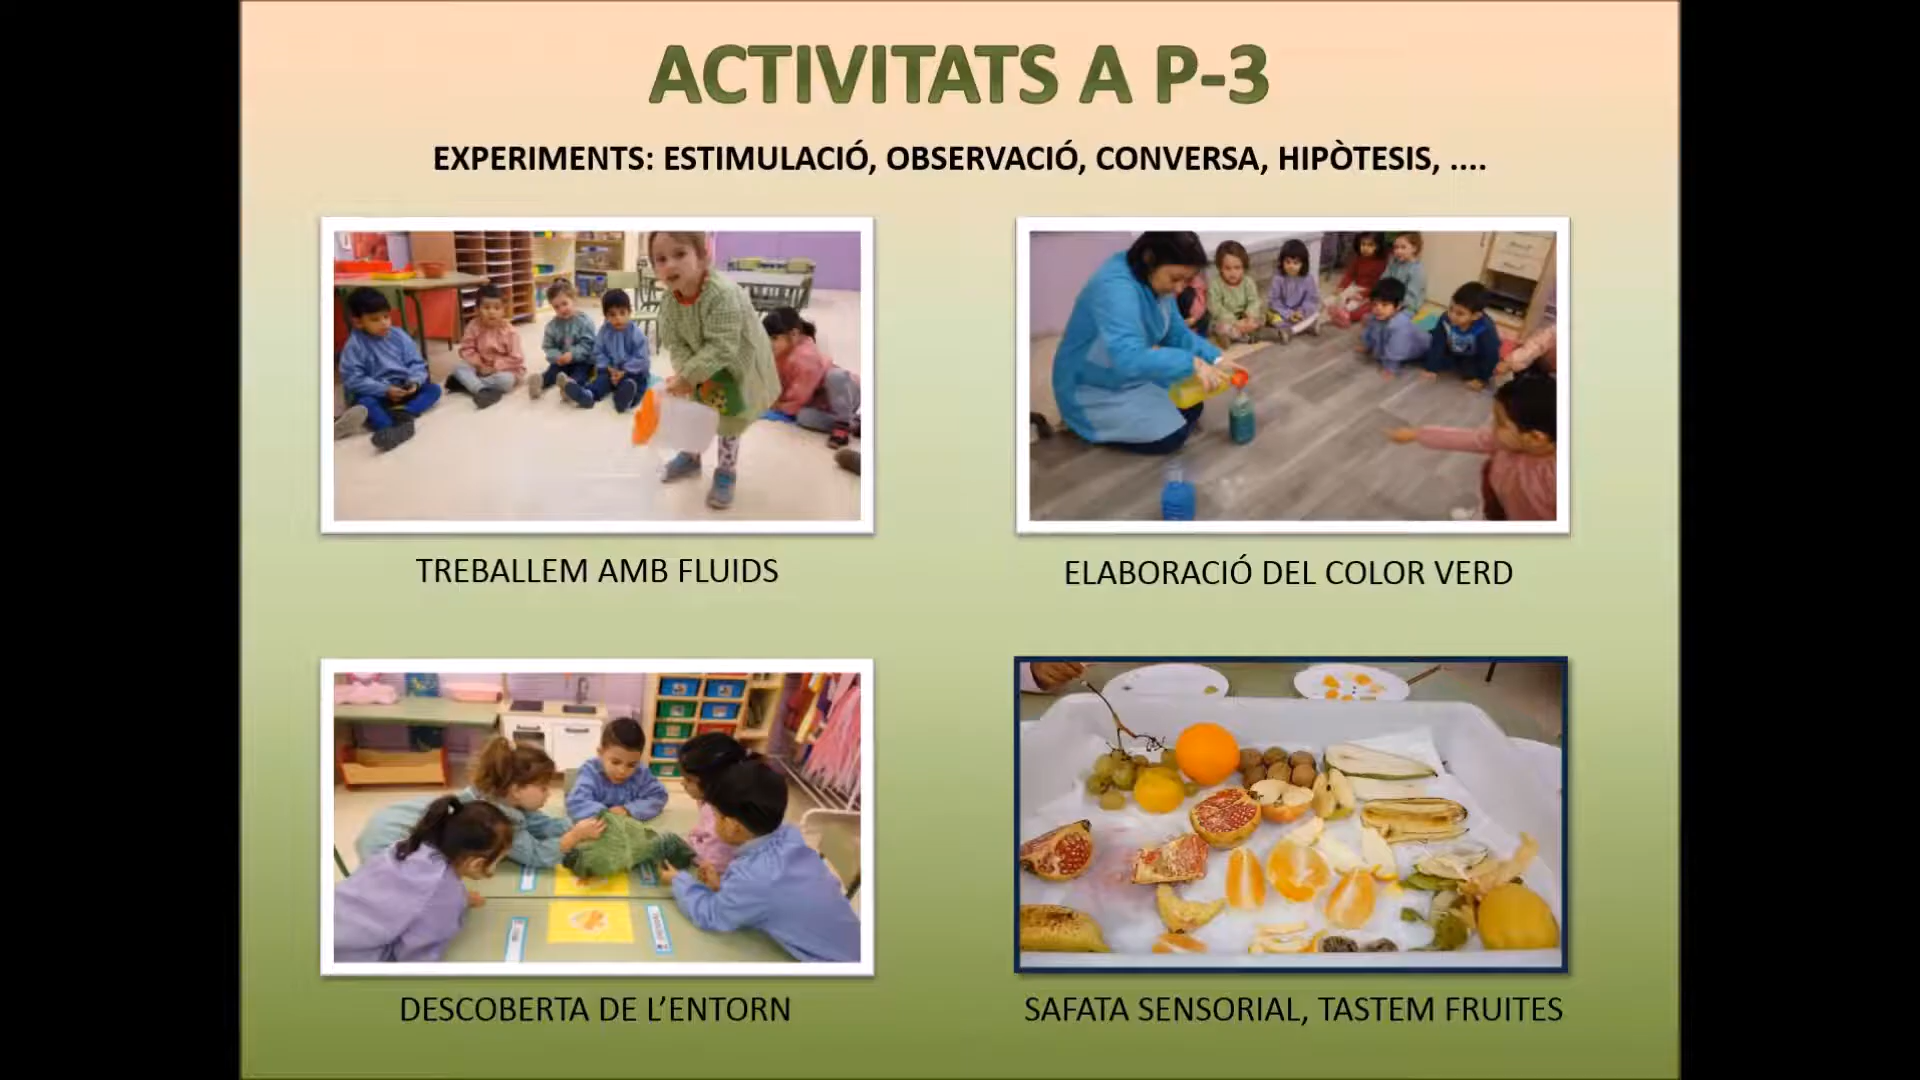 ACTIVITATS A P-3
EXPERIMENTS: ESTIMULACIÓ, OBSERVACIÓ, CONVERSA, HIPÒTESIS, ....
TREBALLEM AMB FLUIDS
ELABORACIÓ DEL COLOR VERD
DESCOBERTA DE L’ENTORN
SAFATA SENSORIAL, TASTEM FRUITES